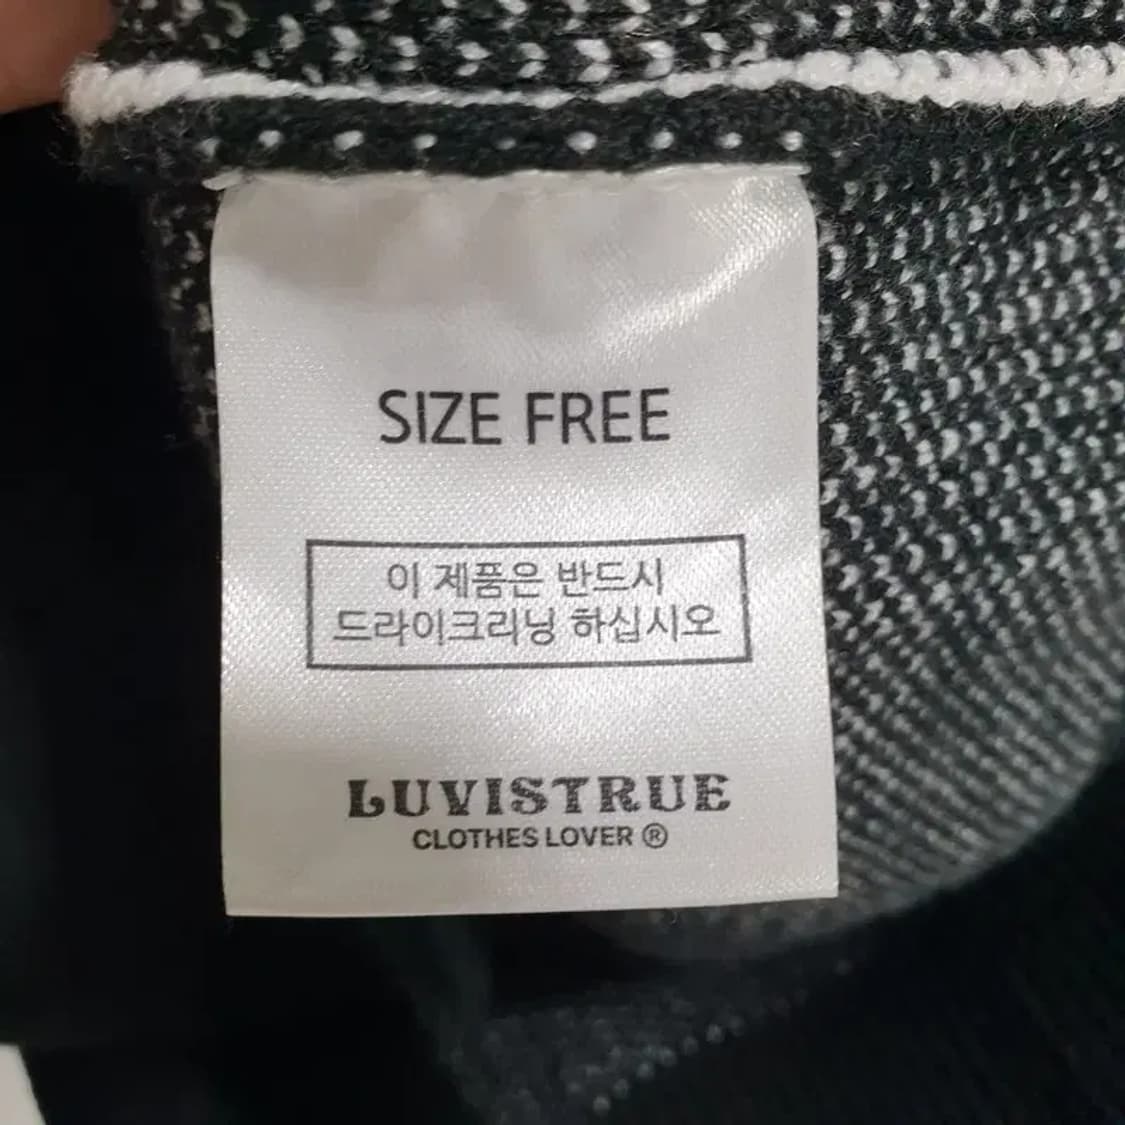 SIZE FREE
이 제품은 반드시
드라이크리닝 하십시오
LUVISTRUE
CLOTHES LOVER ®